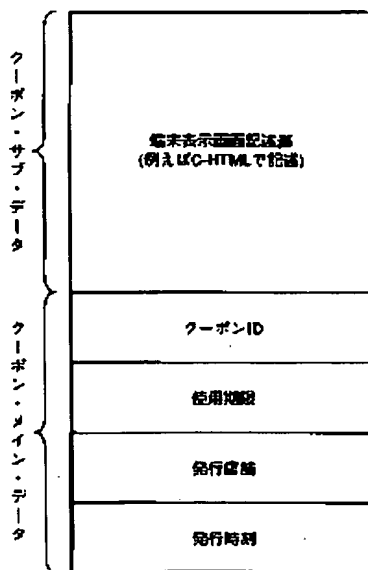 クーポン・サブ・データ
端末表示画面記述部
(例えばC-HTMLで記述)
クーポン・メイン・データ
クーポンID
使用期限
発行店舗
発行時刻